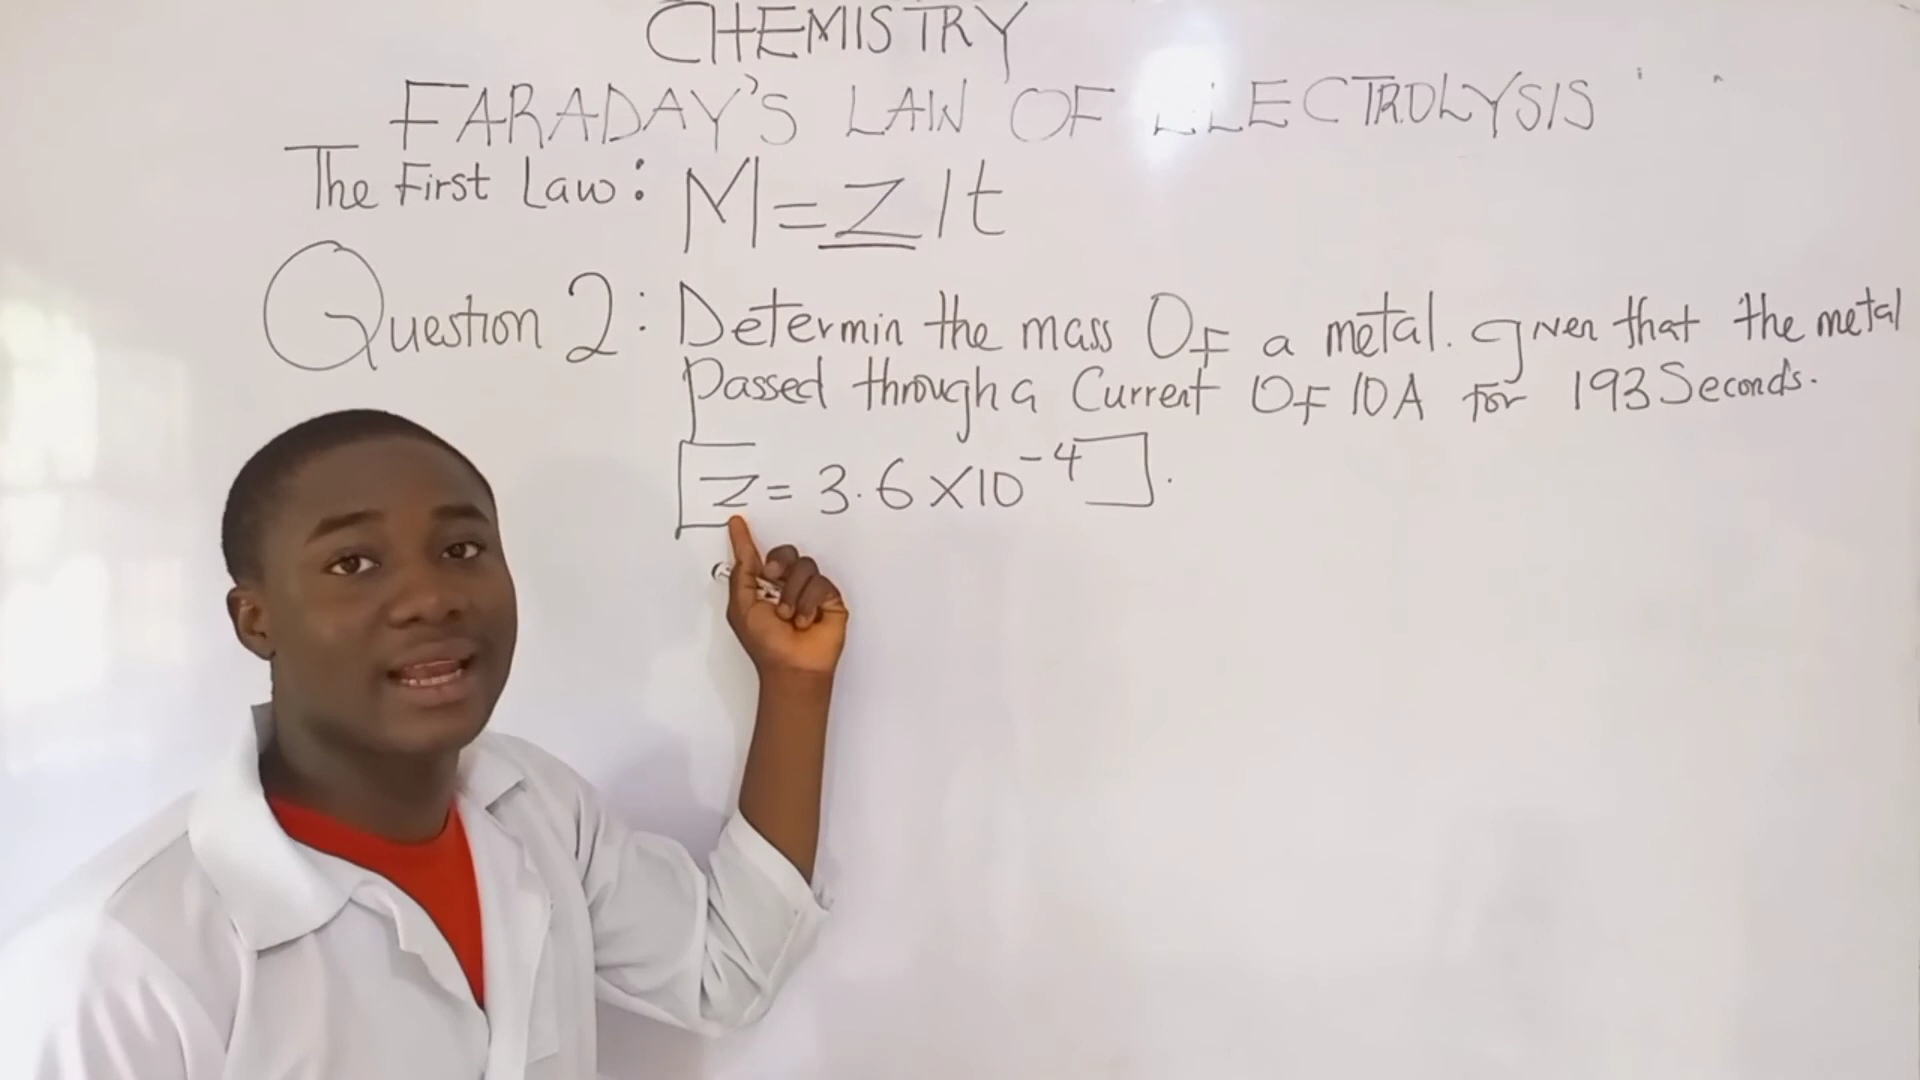 CHEMISTRY
FARADAY'S LAW OF ELECTROLYSIS
The First Law: M=ZIt
Question 2: Determin the mass OF a metal. given that the metal
Passed through a Current OF 10A for 193 Seconds.
[Z = 3.6 × 10⁻⁴].